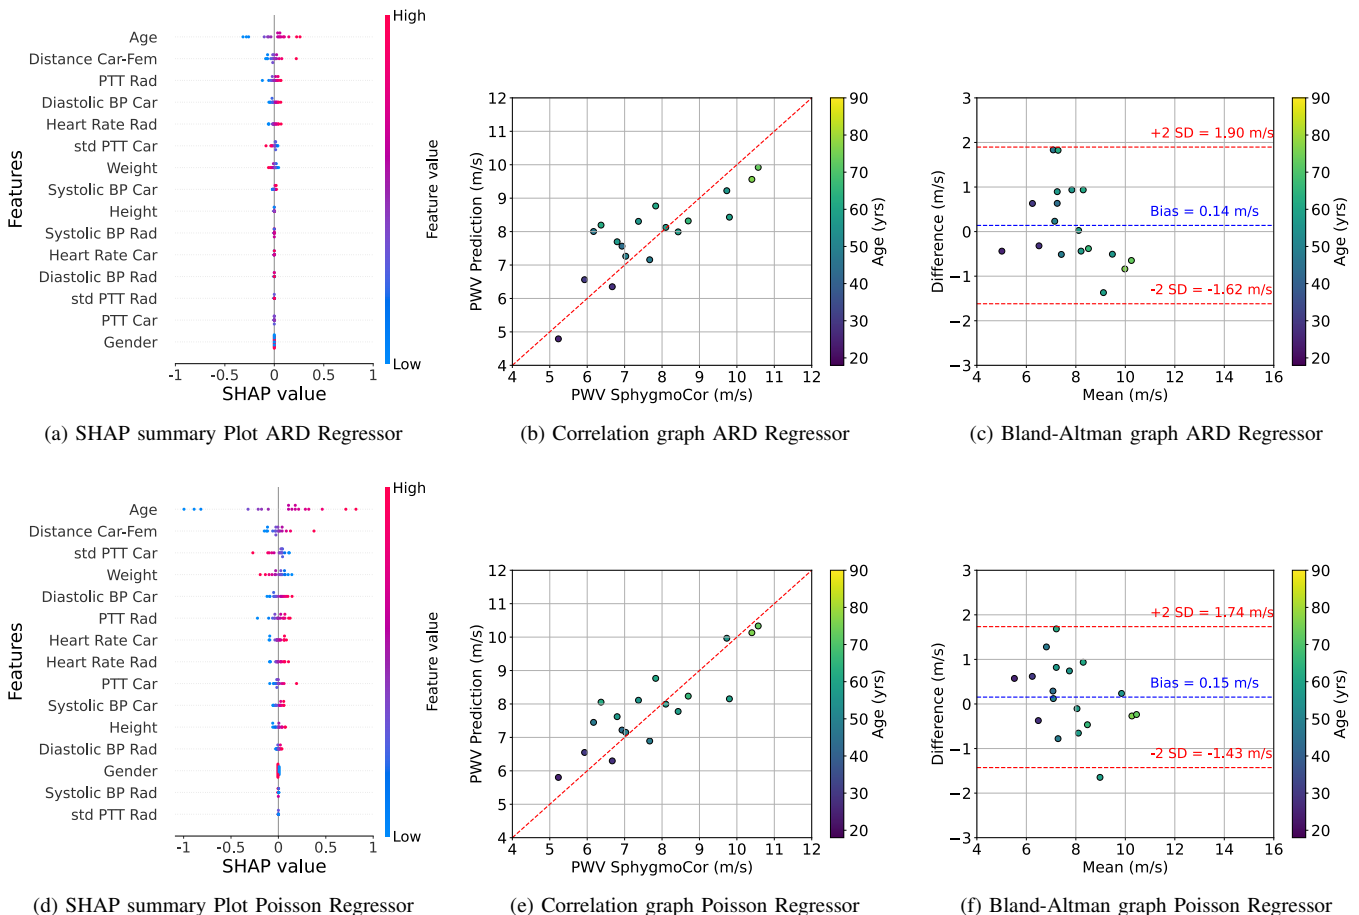 High
Age
Distance Car-Fem
PTT Rad
Diastolic BP Car
Heart Rate Rad
std PTT Car
Weight
Systolic BP Car
Height
Systolic BP Rad
Heart Rate Car
Diastolic BP Rad
std PTT Rad
PTT Car
Gender
Features
Feature value
Low
-1 -0.5 0 0.5 1
SHAP value
(a) SHAP summary Plot ARD Regressor
12
11
10
9
8
7
6
5
4
PWV Prediction (m/s)
4 5 6 7 8 9 10 11 12
PWV SphygmoCor (m/s)
90
80
70
60
50
40
30
20
Age (yrs)
(b) Correlation graph ARD Regressor
3
2
1
0
−1
−2
−3
Difference (m/s)
+2 SD = 1.90 m/s
Bias = 0.14 m/s
-2 SD = -1.62 m/s
4 6 8 10 12 14 16
Mean (m/s)
90
80
70
60
50
40
30
20
Age (yrs)
(c) Bland-Altman graph ARD Regressor
High
Age
Distance Car-Fem
std PTT Car
Weight
Diastolic BP Car
PTT Rad
Heart Rate Car
Heart Rate Rad
PTT Car
Systolic BP Car
Height
Diastolic BP Rad
Gender
Systolic BP Rad
std PTT Rad
Features
Feature value
Low
-1 -0.5 0 0.5 1
SHAP value
(d) SHAP summary Plot Poisson Regressor
12
11
10
9
8
7
6
5
4
PWV Prediction (m/s)
4 5 6 7 8 9 10 11 12
PWV SphygmoCor (m/s)
90
80
70
60
50
40
30
20
Age (yrs)
(e) Correlation graph Poisson Regressor
3
2
1
0
−1
−2
−3
Difference (m/s)
+2 SD = 1.74 m/s
Bias = 0.15 m/s
-2 SD = -1.43 m/s
4 6 8 10 12 14 16
Mean (m/s)
90
80
70
60
50
40
30
20
Age (yrs)
(f) Bland-Altman graph Poisson Regressor